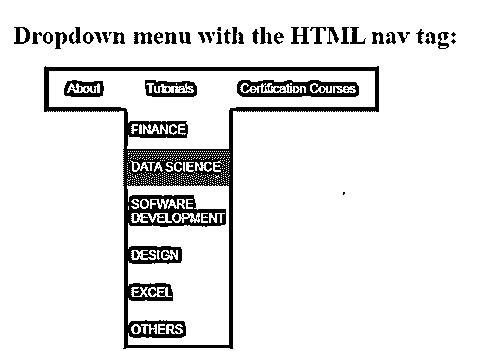 Dropdown menu with the HTML nav tag:
About Tutorials Certification Courses
FINANCE
DATA SCIENCE
SOFWARE
DEVELOPMENT
DESIGN
EXCEL
OTHERS